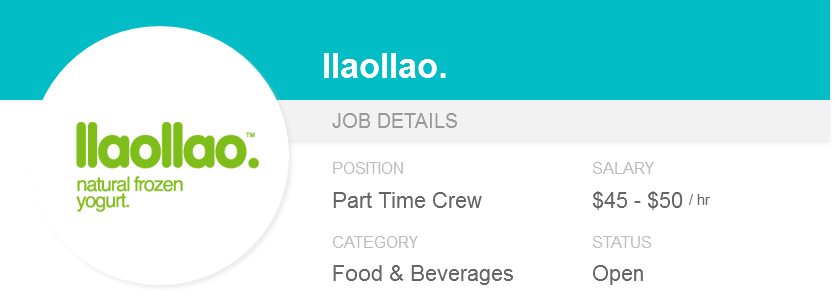 llaollao.
llaollao.™
natural frozen
yogurt.
JOB DETAILS
POSITION
SALARY
Part Time Crew
$45 - $50 / hr
CATEGORY
STATUS
Food & Beverages
Open